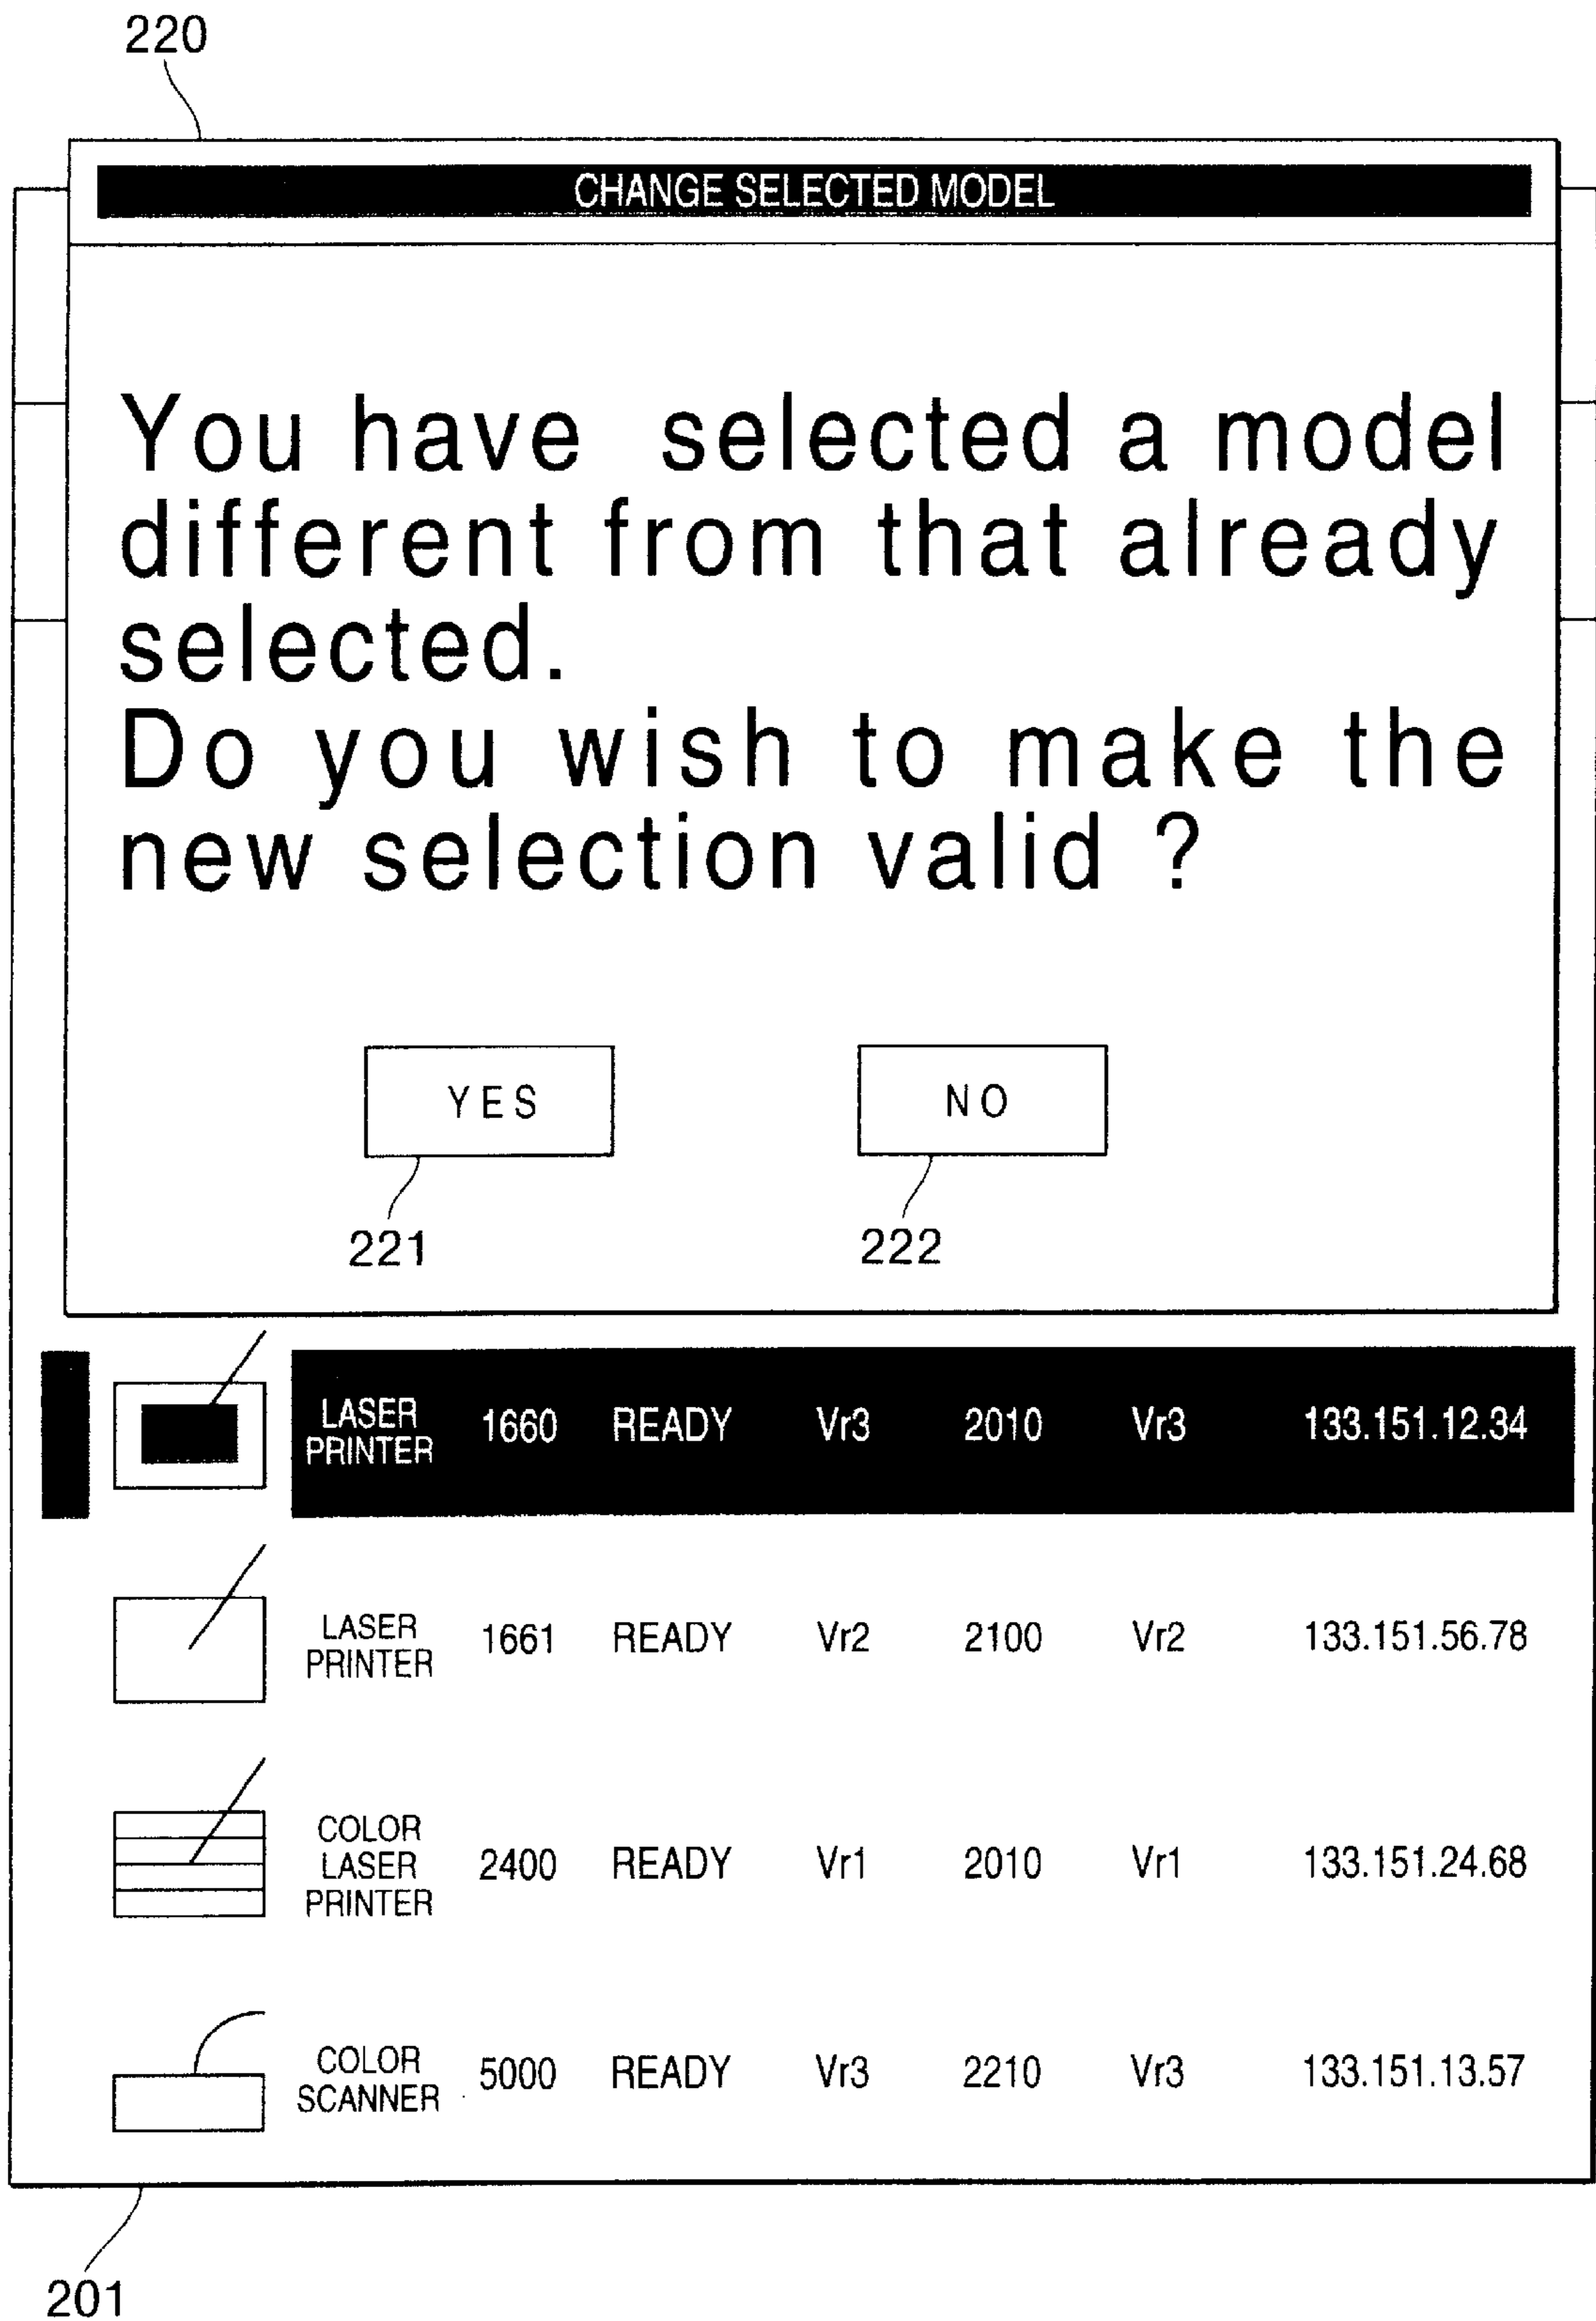 220
CHANGE SELECTED MODEL
You have selected a model
different from that already
selected.
Do you wish to make the
new selection valid ?
YES NO
221 222
LASER
PRINTER 1660 READY Vr3 2010 Vr3 133.151.12.34
LASER
PRINTER 1661 READY Vr2 2100 Vr2 133.151.56.78
COLOR
LASER
PRINTER 2400 READY Vr1 2010 Vr1 133.151.24.68
COLOR
SCANNER 5000 READY Vr3 2210 Vr3 133.151.13.57
201